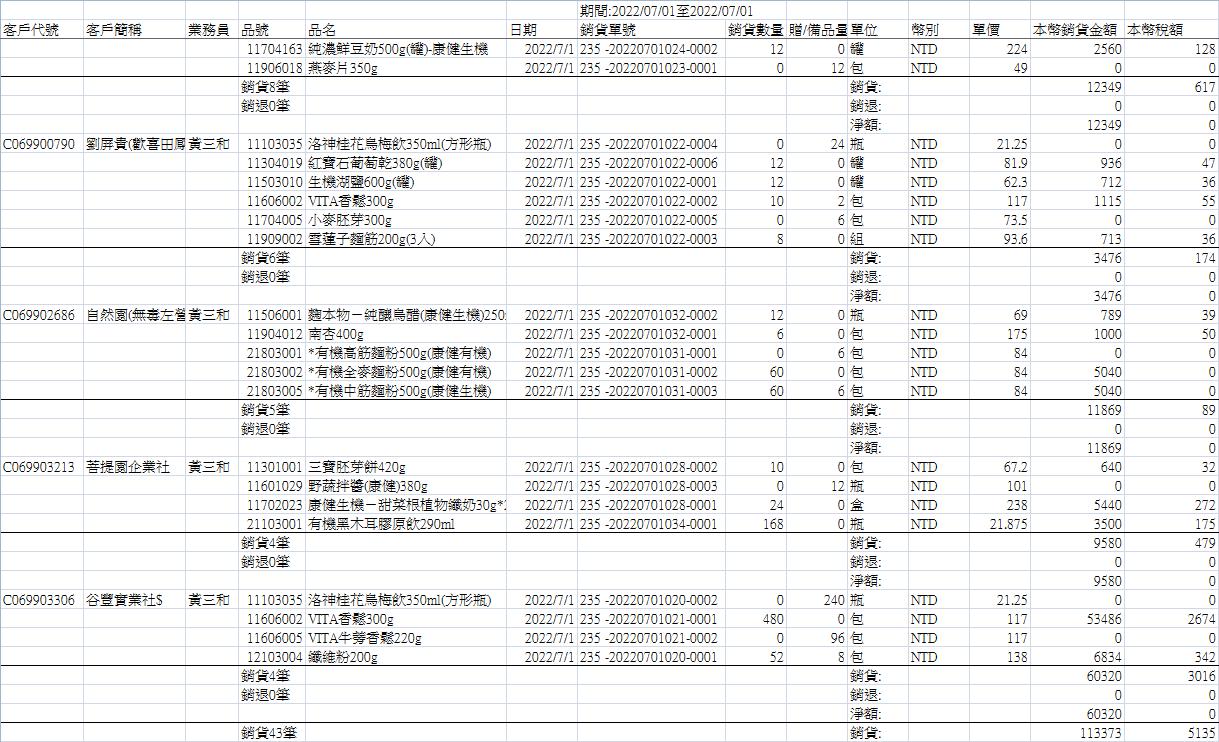 期間:2022/07/01至2022/07/01
客戶代號 客戶簡稱 業務員 品號 品名 日期 銷貨單號 銷貨數量 贈/備品量 單位 幣別 單價 本幣銷貨金額 本幣稅額
11704163 純濃鮮豆奶500g(罐)-康健生機 2022/7/1 235 -20220701024-0002 12 0 罐 NTD 224 2560 128
11906018 燕麥片350g 2022/7/1 235 -20220701023-0001 0 12 包 NTD 49 0 0
銷貨8筆 銷貨: 12349 617
銷退0筆 銷退: 0 0
淨額: 12349 0
C069900790 劉屏貴(歡喜田 黃三和 11103035 洛神桂花烏梅飲350ml(方形瓶) 2022/7/1 235 -20220701022-0004 0 24 瓶 NTD 21.25 0 0
11304019 紅寶石葡萄乾380g(罐) 2022/7/1 235 -20220701022-0006 12 0 罐 NTD 81.9 936 47
11503010 生機湖鹽600g(罐) 2022/7/1 235 -20220701022-0001 12 0 罐 NTD 62.3 712 36
11606002 VITA香鬆300g 2022/7/1 235 -20220701022-0002 10 2 包 NTD 117 1115 55
11704005 小麥胚芽300g 2022/7/1 235 -20220701022-0005 0 6 包 NTD 73.5 0 0
11909002 雪蓮子麵筋200g(3入) 2022/7/1 235 -20220701022-0003 8 0 組 NTD 93.6 713 36
銷貨6筆 銷貨: 3476 174
銷退0筆 銷退: 0 0
淨額: 3476 0
C069902686 自然園(無毒左營 黃三和 11506001 麴本物－純釀烏醋(康健生機)250 2022/7/1 235 -20220701032-0002 12 0 瓶 NTD 69 789 39
11904012 南杏400g 2022/7/1 235 -20220701032-0001 6 0 包 NTD 175 1000 50
21803001 *有機高筋麵粉500g(康健有機) 2022/7/1 235 -20220701031-0001 0 6 包 NTD 84 0 0
21803002 *有機全麥麵粉500g(康健有機) 2022/7/1 235 -20220701031-0002 60 0 包 NTD 84 5040 0
21803005 *有機中筋麵粉500g(康健生機) 2022/7/1 235 -20220701031-0003 60 6 包 NTD 84 5040 0
銷貨5筆 銷貨: 11869 89
銷退0筆 銷退: 0 0
淨額: 11869 0
C069903213 菩提園企業社 黃三和 11301001 三寶胚芽餅420g 2022/7/1 235 -20220701028-0002 10 0 包 NTD 67.2 640 32
11601029 野蔬拌醬(康健)380g 2022/7/1 235 -20220701028-0003 0 12 瓶 NTD 101 0 0
11702023 康健生機－甜菜根植物纖奶30g* 2022/7/1 235 -20220701028-0001 24 0 盒 NTD 238 5440 272
21103001 有機黑木耳膠原飲290ml 2022/7/1 235 -20220701034-0001 168 0 瓶 NTD 21.875 3500 175
銷貨4筆 銷貨: 9580 479
銷退0筆 銷退: 0 0
淨額: 9580 0
C069903306 谷豐實業社$ 黃三和 11103035 洛神桂花烏梅飲350ml(方形瓶) 2022/7/1 235 -20220701020-0002 0 240 瓶 NTD 21.25 0 0
11606002 VITA香鬆300g 2022/7/1 235 -20220701021-0001 480 0 包 NTD 117 53486 2674
11606005 VITA牛蒡香鬆220g 2022/7/1 235 -20220701021-0002 0 96 包 NTD 117 0 0
12103004 纖維粉200g 2022/7/1 235 -20220701020-0001 52 8 包 NTD 138 6834 342
銷貨4筆 銷貨: 60320 3016
銷退0筆 銷退: 0 0
淨額: 60320 0
銷貨43筆 銷貨: 113373 5135